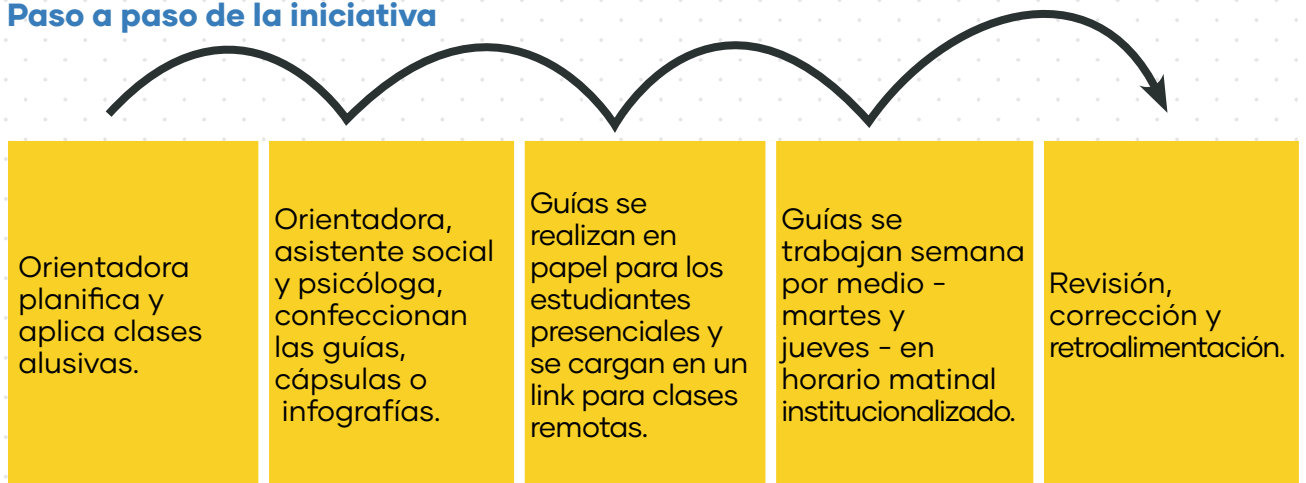 Paso a paso de la iniciativa
Orientadora
planifica y
aplica clases
alusivas.
Orientadora,
asistente social
y psicóloga,
confeccionan
las guías,
cápsulas o
infografías.
Guías se
realizan en
papel para los
estudiantes
presenciales y
se cargan en un
link para clases
remotas.
Guías se
trabajan semana
por medio -
martes y
jueves - en
horario matinal
institucionalizado.
Revisión,
corrección y
retroalimentación.